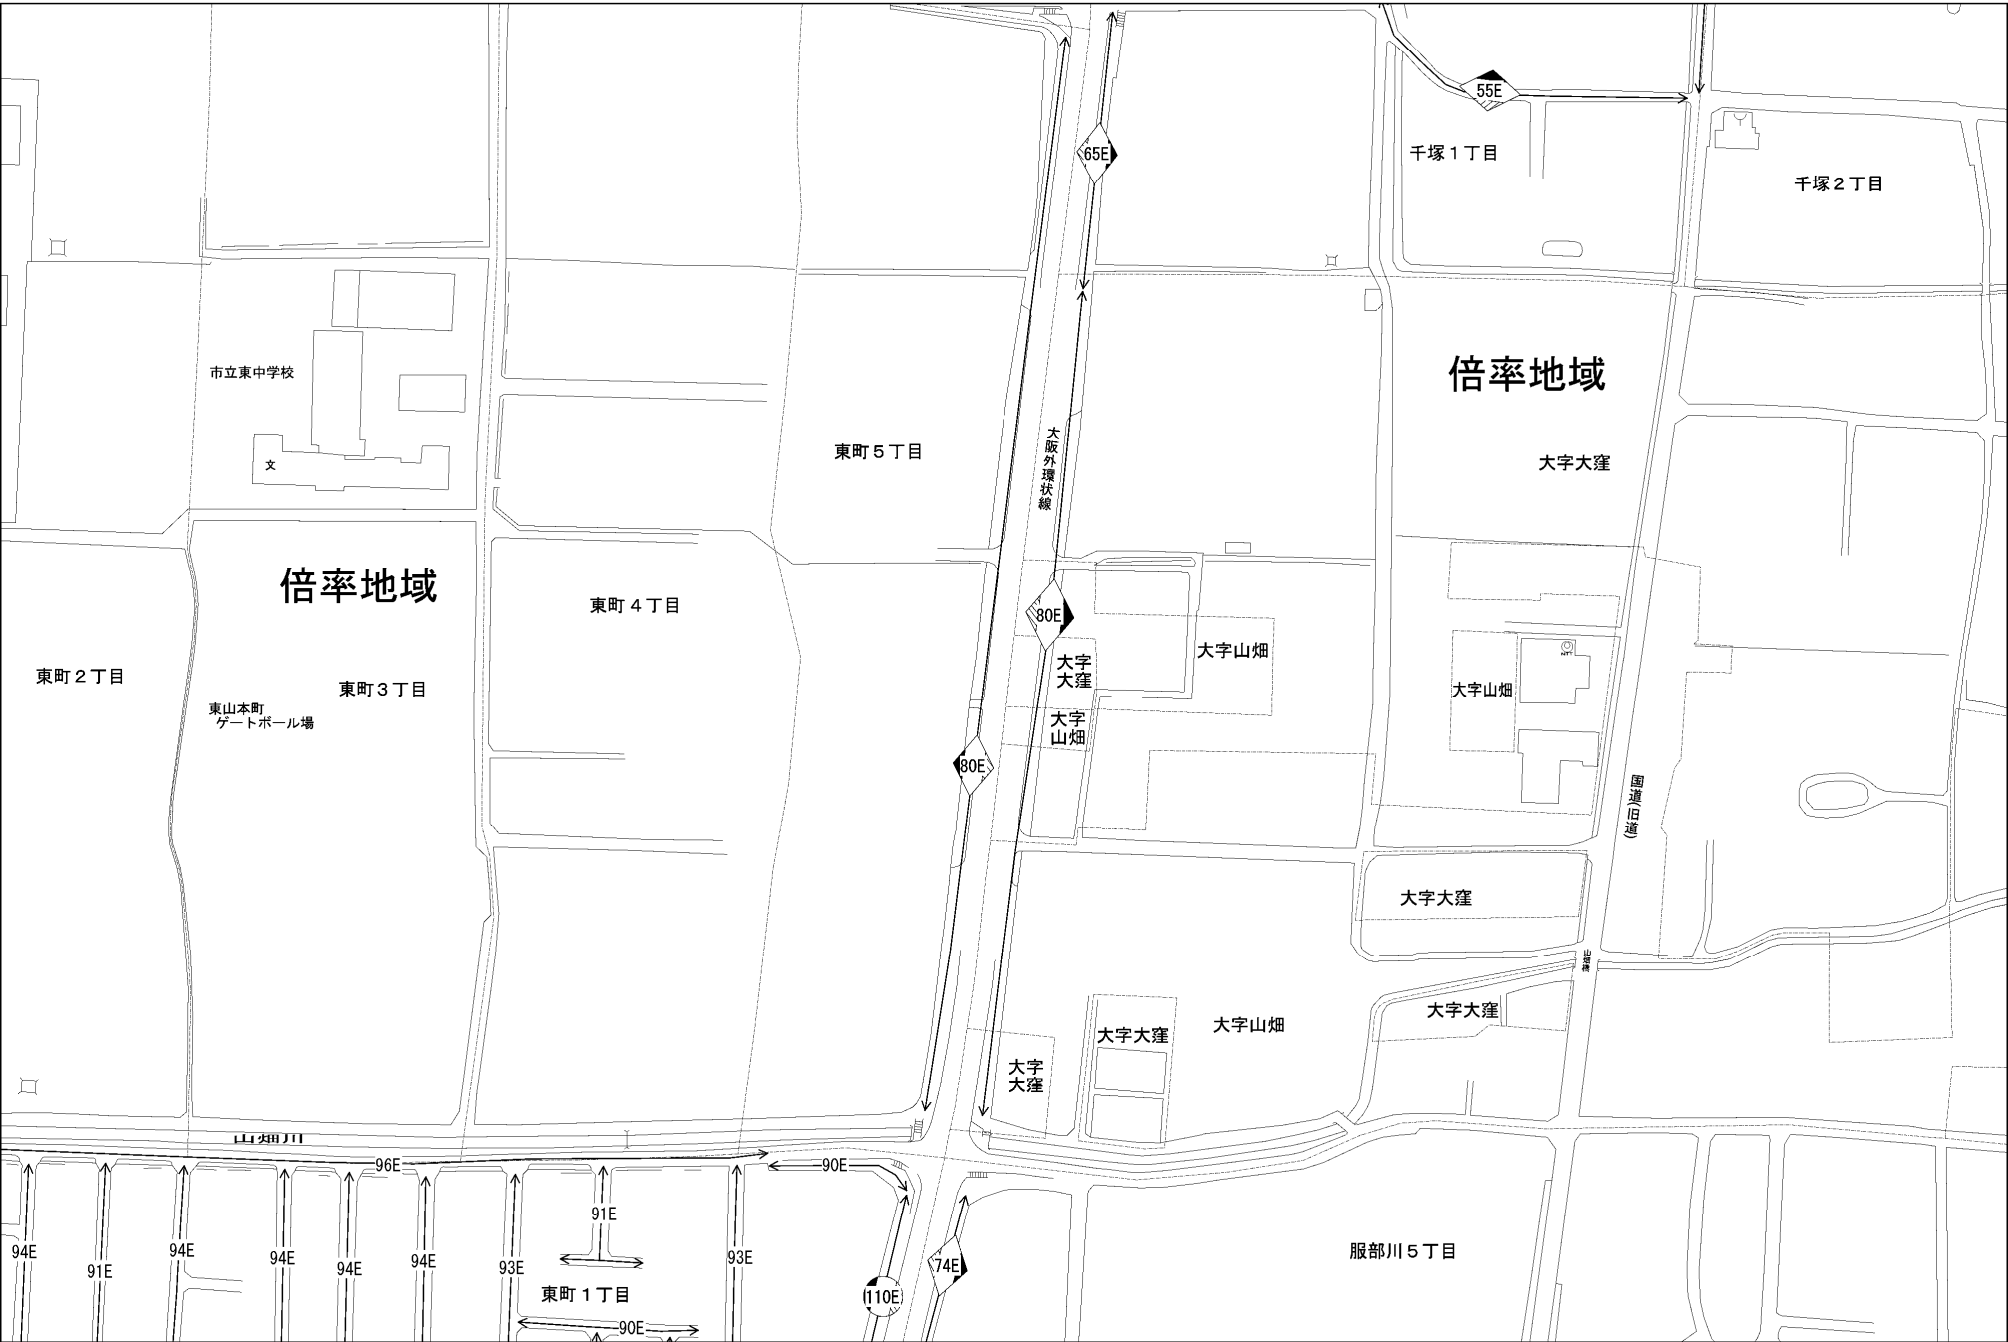 55E
65E
千塚１丁目
千塚２丁目
市立東中学校
文
倍率地域
東町５丁目
大阪外環状線
大字大窪
倍率地域
東町４丁目
80E
大字山畑
大字
大窪
東町２丁目
東町３丁目
大字山畑
東山本町
ゲートボール場
大字
山畑
80E
国道(旧道)
大字大窪
山畑橋
大字大窪
大字山畑
大字大窪
大字
大窪
山畑川
96E
90E
91E
94E
91E
94E
94E
94E
94E
93E
93E
74E
服部川５丁目
東町１丁目
110E
90E